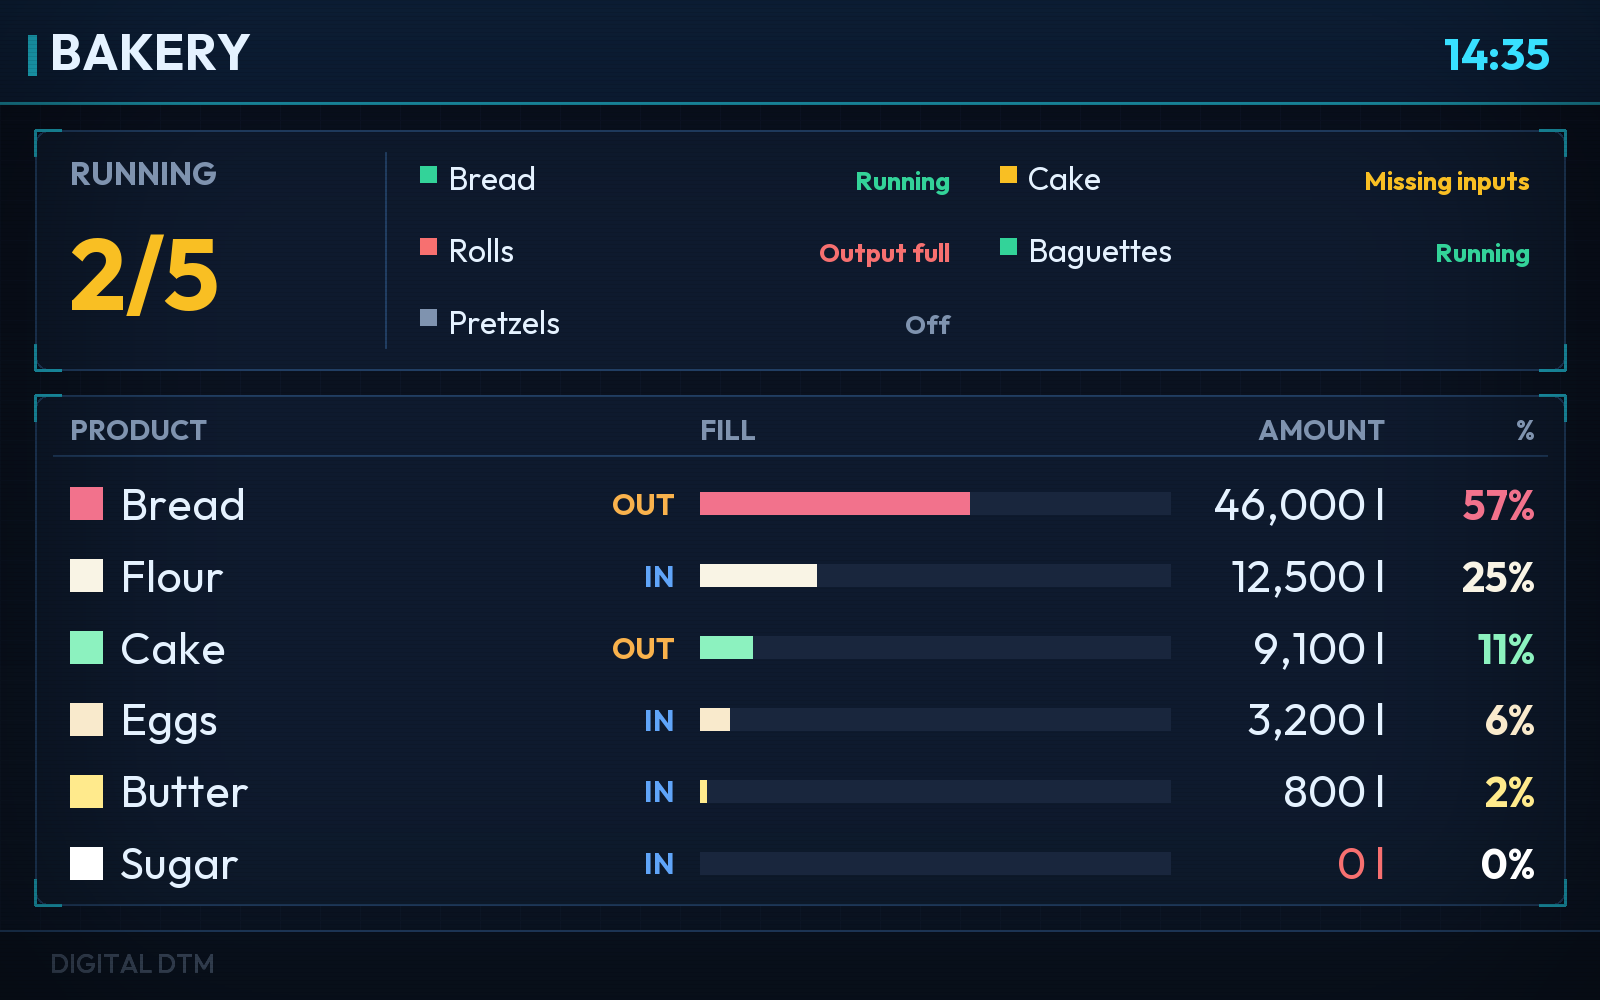 BAKERY 14:35
RUNNING
2/5
Bread Running Cake Missing inputs
Rolls Output full Baguettes Running
Pretzels Off
PRODUCT FILL AMOUNT %
Bread OUT 46,000 l 57%
Flour IN 12,500 l 25%
Cake OUT 9,100 l 11%
Eggs IN 3,200 l 6%
Butter IN 800 l 2%
Sugar IN 0 l 0%
DIGITAL DTM